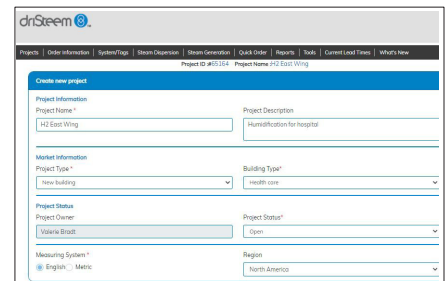 driSteem
Projects | Order Information | System/Tags | Steam Dispersion | Steam Generation | Quick Order | Reports | Tools | Current Lead Times | What's New
Project ID :#65164 Project Name :H2 East Wing
Create new project
Project Information
Project Name * Project Description
H2 East Wing Humidification for hospital
Market Information
Project Type * Building Type*
New building Health care
Project Status
Project Owner Project Status*
Valerie Bradt Open
Measuring System * Region
English Metric North America